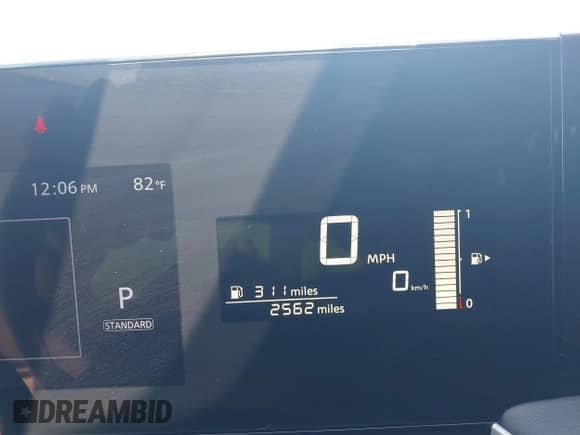 12:06 PM 82°F
0 MPH
1
P
0 km/h
311 miles
2562 miles
0
STANDARD
DREAMBID